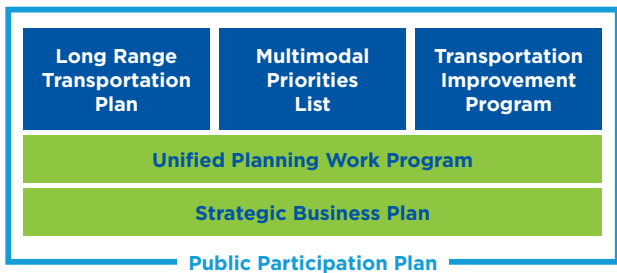 Long Range
Transportation
Plan
Multimodal
Priorities
List
Transportation
Improvement
Program
Unified Planning Work Program
Strategic Business Plan
Public Participation Plan